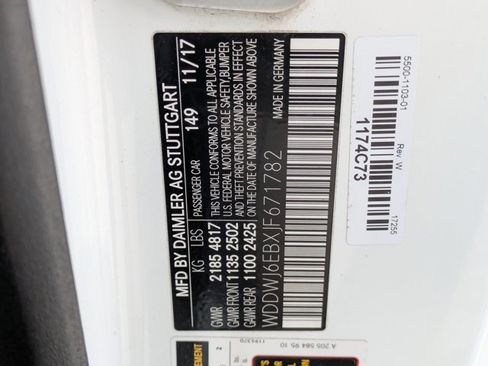 MFD BY DAIMLER AG STUTTGART
KG LBS PASSENGER CAR 149 11/17
GVWR 2185 4817 THIS VEHICLE CONFORMS TO ALL APPLICABLE
GAWR FRONT 1135 2502 U.S. FEDERAL MOTOR VEHICLE SAFETY, BUMPER
GAWR REAR 1100 2425 AND THEFT PREVENTION STANDARDS IN EFFECT
ON THE DATE OF MANUFACTURE SHOWN ABOVE
WDDWJ6EBXJF671782
5500-1103-01
Rev. W
17255
1174C73
A 205 584 95 10